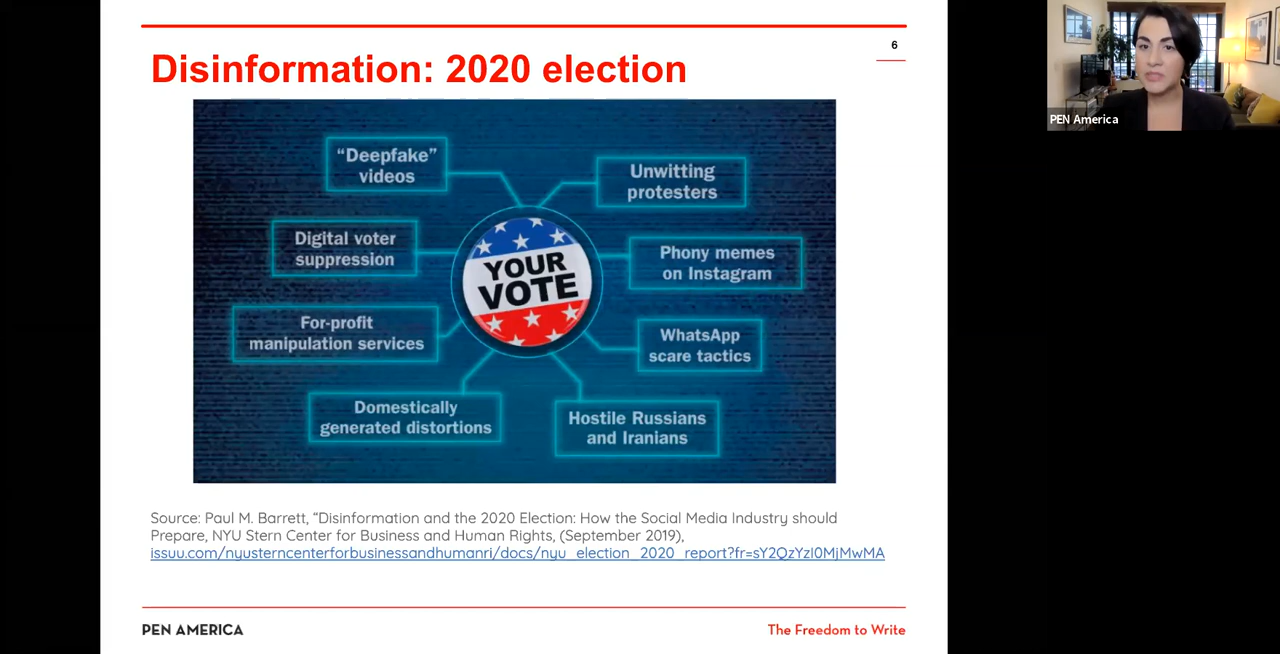 6
Disinformation: 2020 election
“Deepfake”
videos
Unwitting
protesters
Digital voter
suppression
Phony memes
on Instagram
For-profit
manipulation services
WhatsApp
scare tactics
Domestically
generated distortions
Hostile Russians
and Iranians
YOUR
VOTE
Source: Paul M. Barrett, “Disinformation and the 2020 Election: How the Social Media Industry should
Prepare, NYU Stern Center for Business and Human Rights, (September 2019),
issuu.com/nyusterncenterforbusinessandhumanri/docs/nyu_election_2020_report?fr=sY2QzYzI0MjMwMA
PEN AMERICA
The Freedom to Write
PEN America